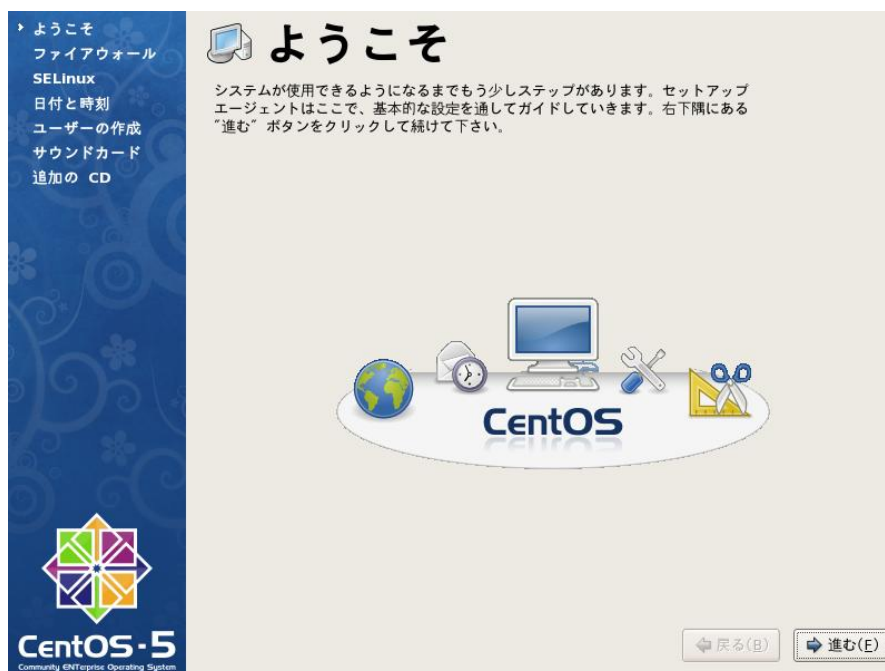 ようこそ
ファイアウォール
SELinux
日付と時刻
ユーザーの作成
サウンドカード
追加の CD
ようこそ
システムが使用できるようになるまでもう少しステップがあります。セットアップ
エージェントはここで、基本的な設定を通してガイドしていきます。右下隅にある
"進む" ボタンをクリックして続けて下さい。
CentOS
CentOS-5
Community ENTerprise Operating System
戻る(B)
進む(F)